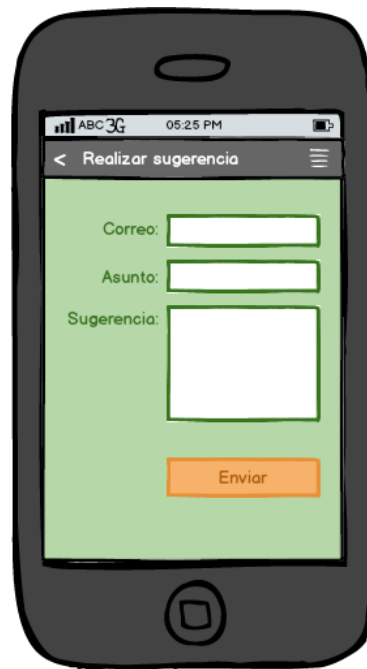 ABC 3G 05:25 PM
< Realizar sugerencia
Correo:
Asunto:
Sugerencia:
Enviar